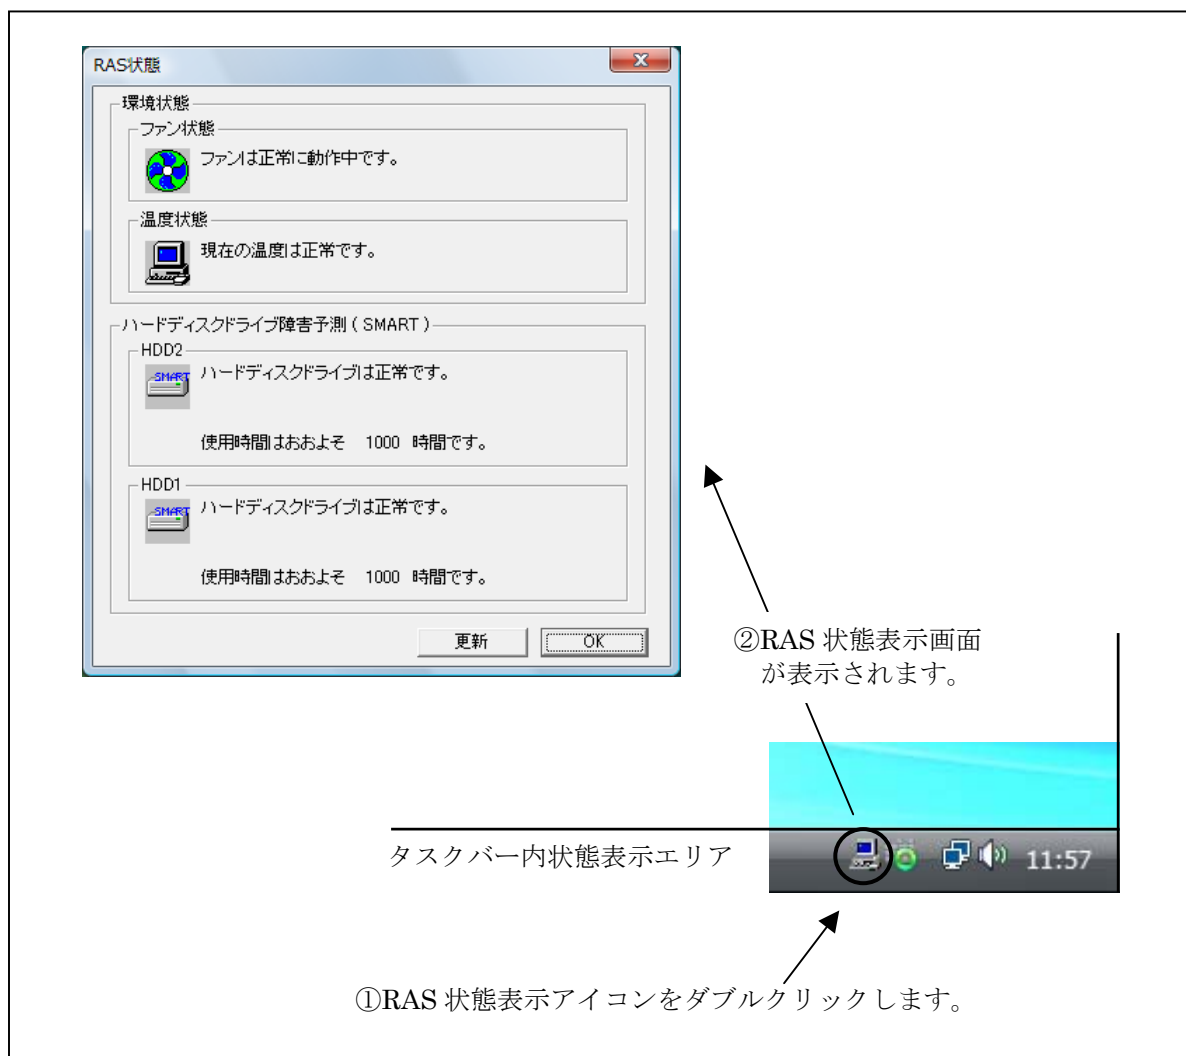 RAS状態
環境状態
ファン状態
ファンは正常に動作中です。
温度状態
現在の温度は正常です。
ハードディスクドライブ障害予測 ( SMART )
HDD2
SMART
ハードディスクドライブは正常です。
使用時間はおおよそ 1000 時間です。
HDD1
SMART
ハードディスクドライブは正常です。
使用時間はおおよそ 1000 時間です。
更新
OK
②RAS 状態表示画面
が表示されます。
タスクバー内状態表示エリア
11:57
①RAS 状態表示アイコンをダブルクリックします。